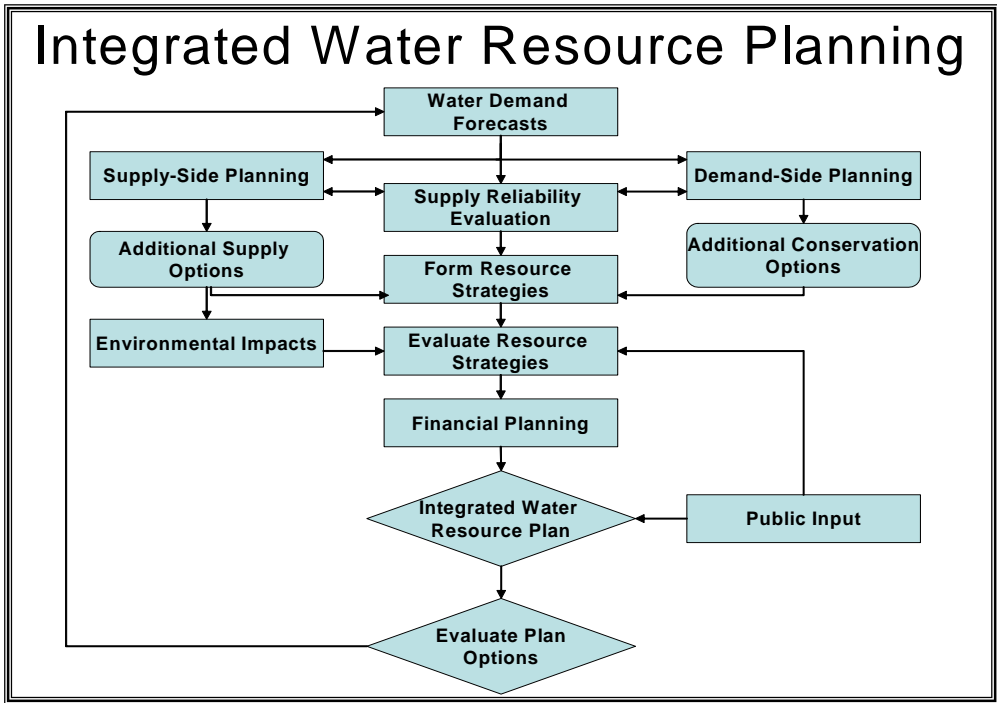 Integrated Water Resource Planning
Water Demand
Forecasts
Supply-Side Planning
Demand-Side Planning
Supply Reliability
Evaluation
Additional Supply
Options
Additional Conservation
Options
Form Resource
Strategies
Environmental Impacts
Evaluate Resource
Strategies
Financial Planning
Integrated Water
Resource Plan
Public Input
Evaluate Plan
Options